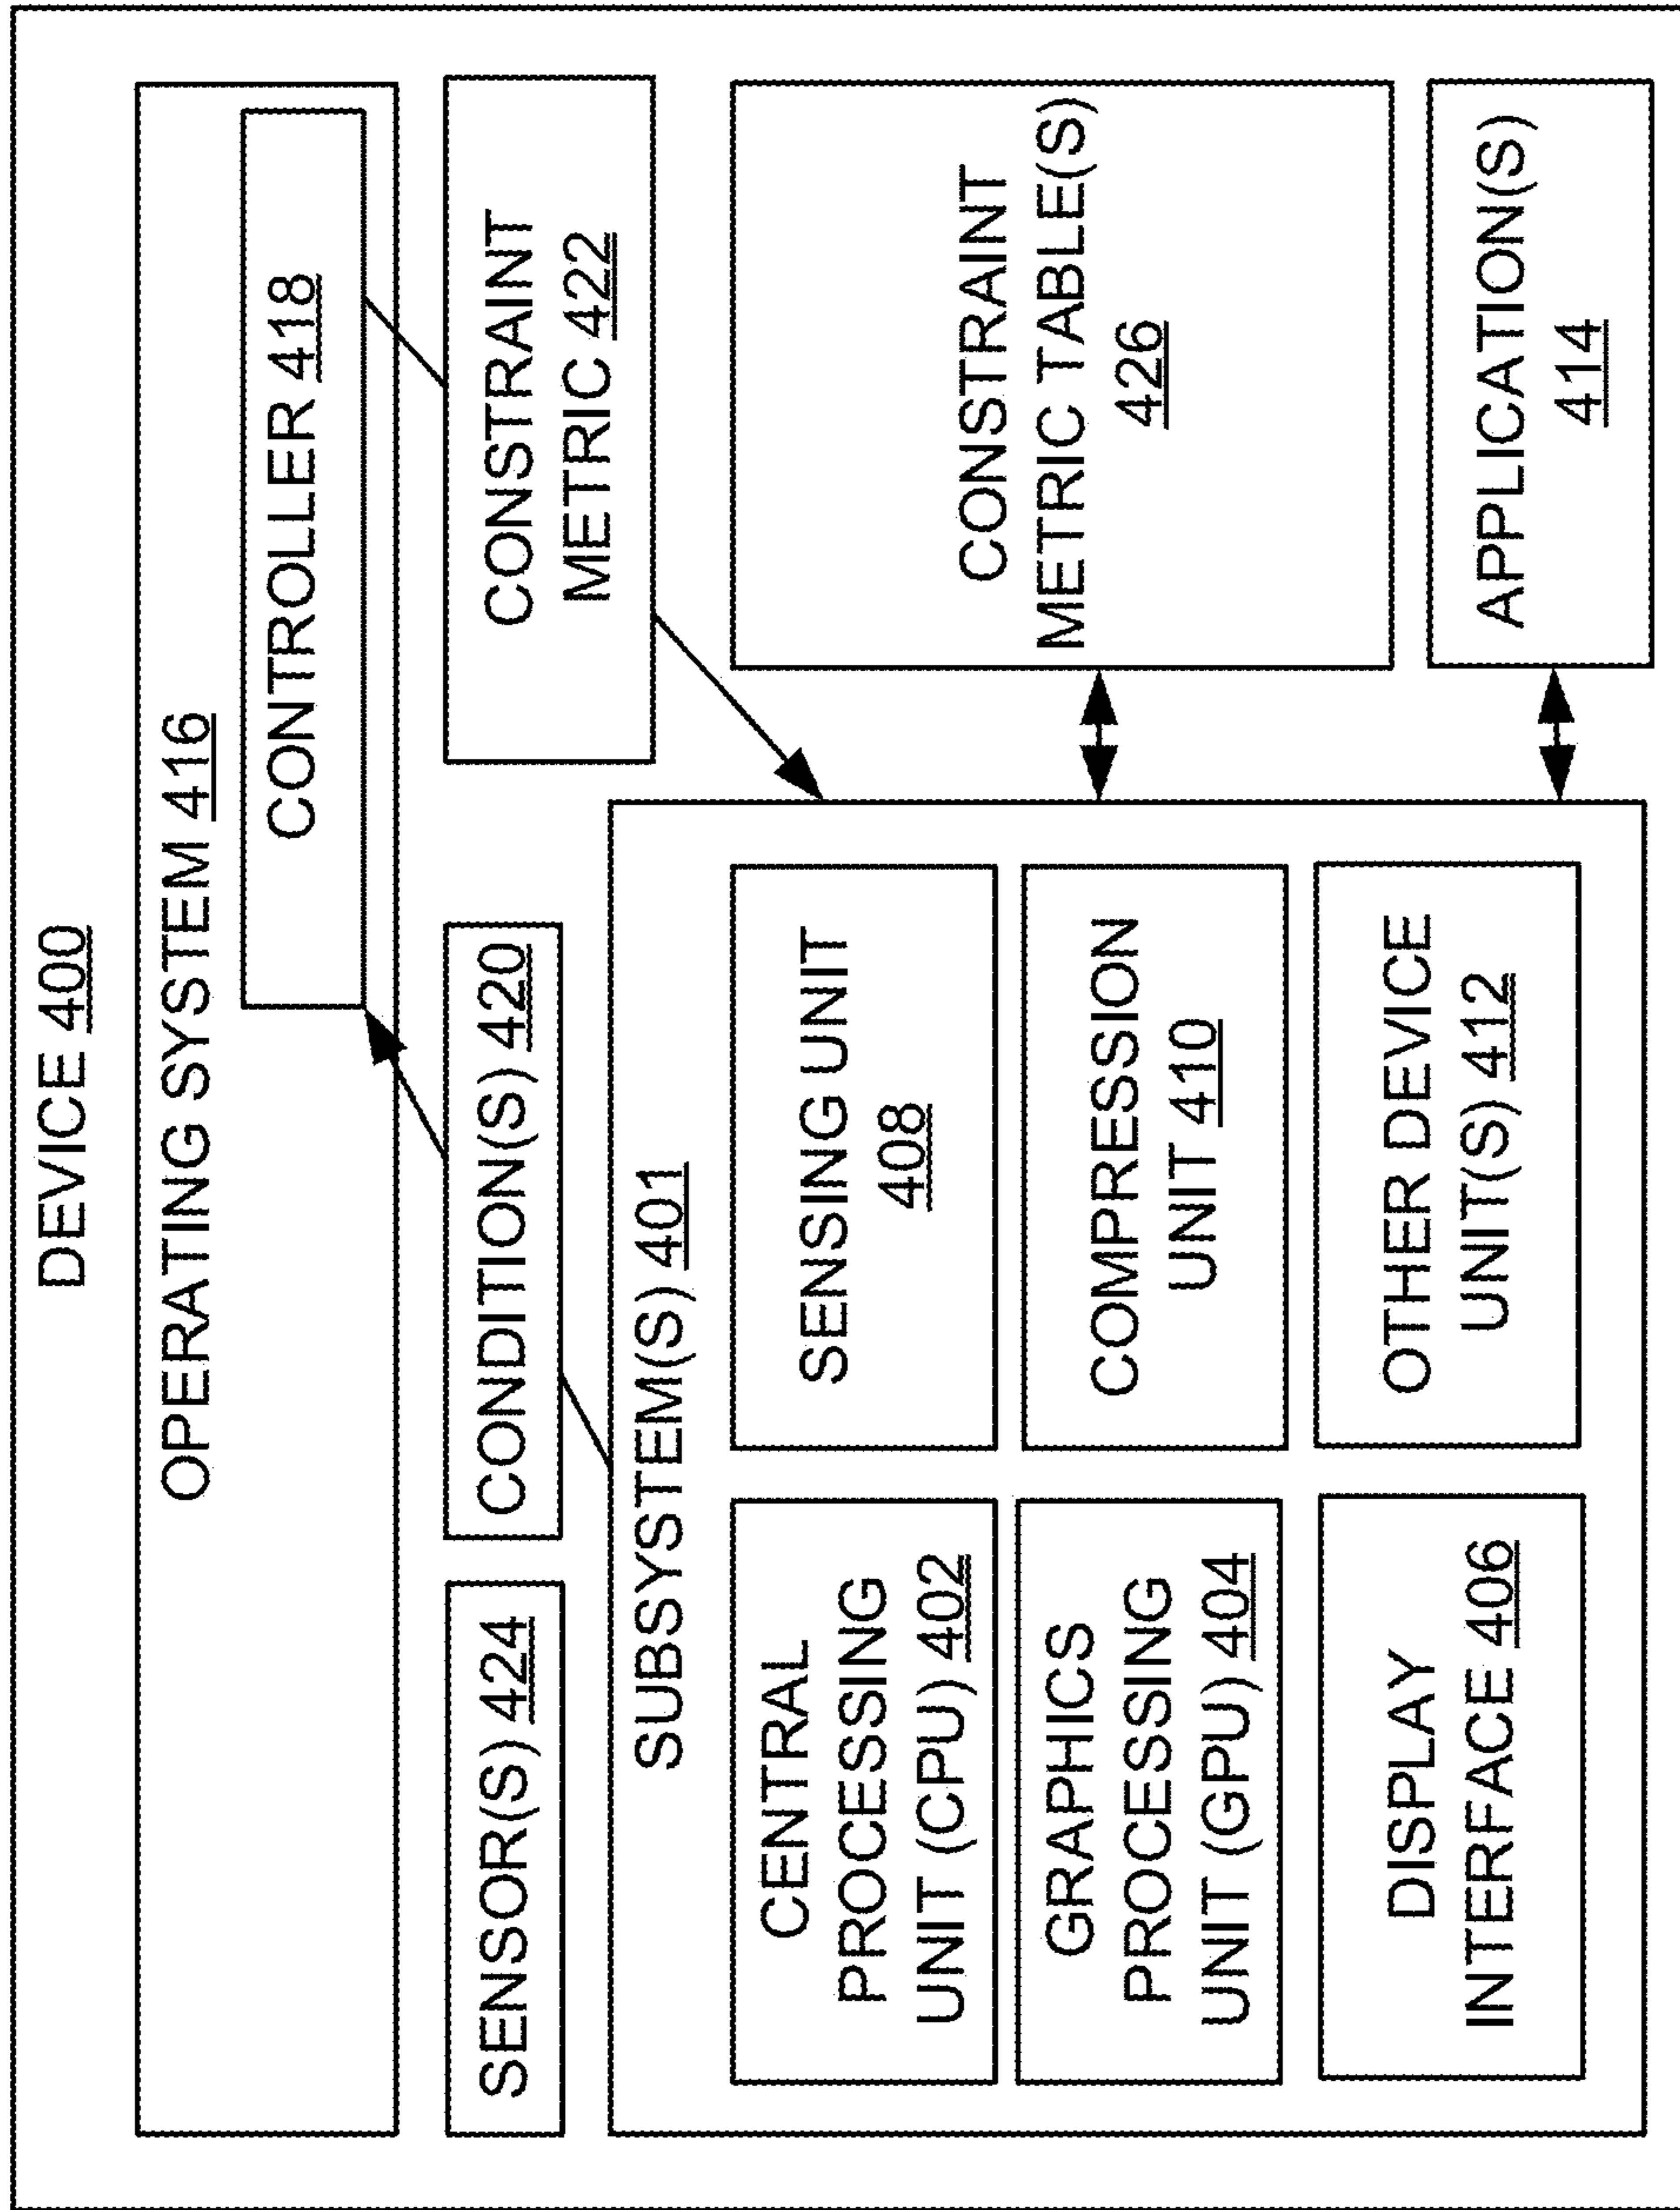 DEVICE 400
OPERATING SYSTEM 416
CONTROLLER 418
SENSOR(S) 424
CONDITION(S) 420
CONSTRAINT
METRIC 422
SUBSYSTEM(S) 401
CENTRAL
PROCESSING
UNIT (CPU) 402
SENSING UNIT
408
GRAPHICS
PROCESSING
UNIT (GPU) 404
COMPRESSION
UNIT 410
DISPLAY
INTERFACE 406
OTHER DEVICE
UNIT(S) 412
CONSTRAINT
METRIC TABLE(S)
426
APPLICATION(S)
414